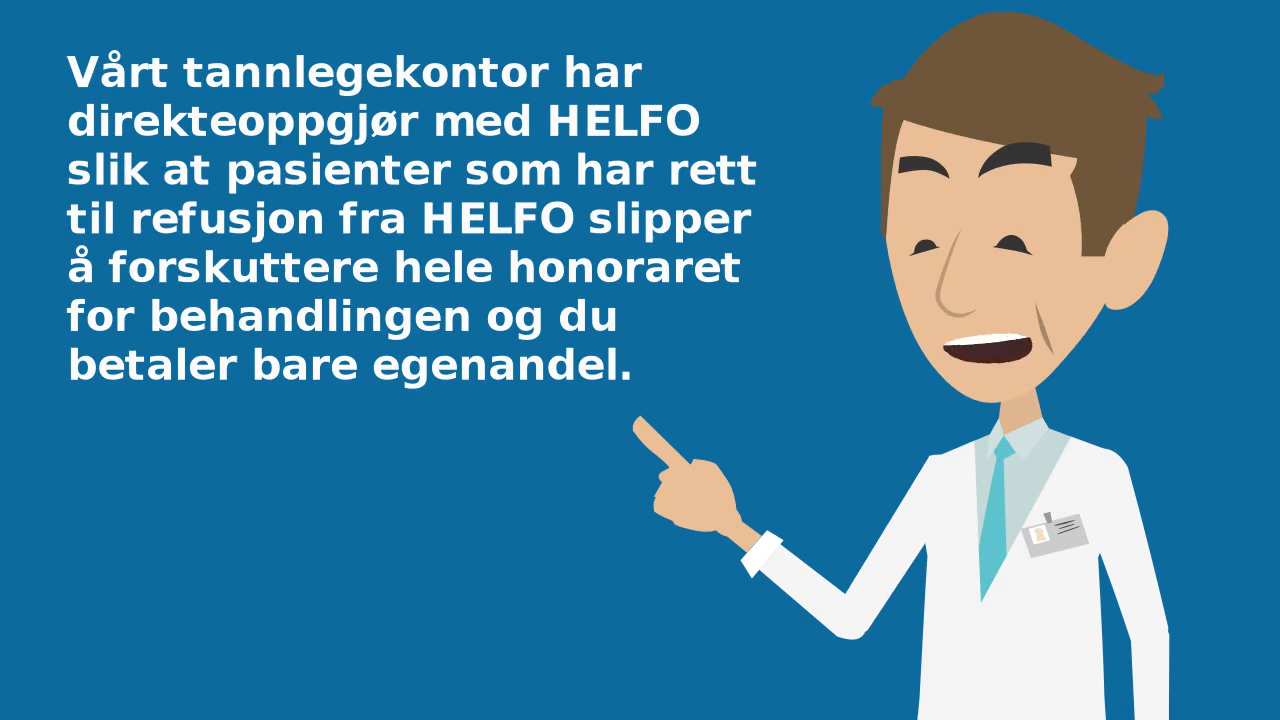 Vårt tannlegekontor har
direkteoppgjør med HELFO
slik at pasienter som har rett
til refusjon fra HELFO slipper
å forskuttere hele honoraret
for behandlingen og du
betaler bare egenandel.